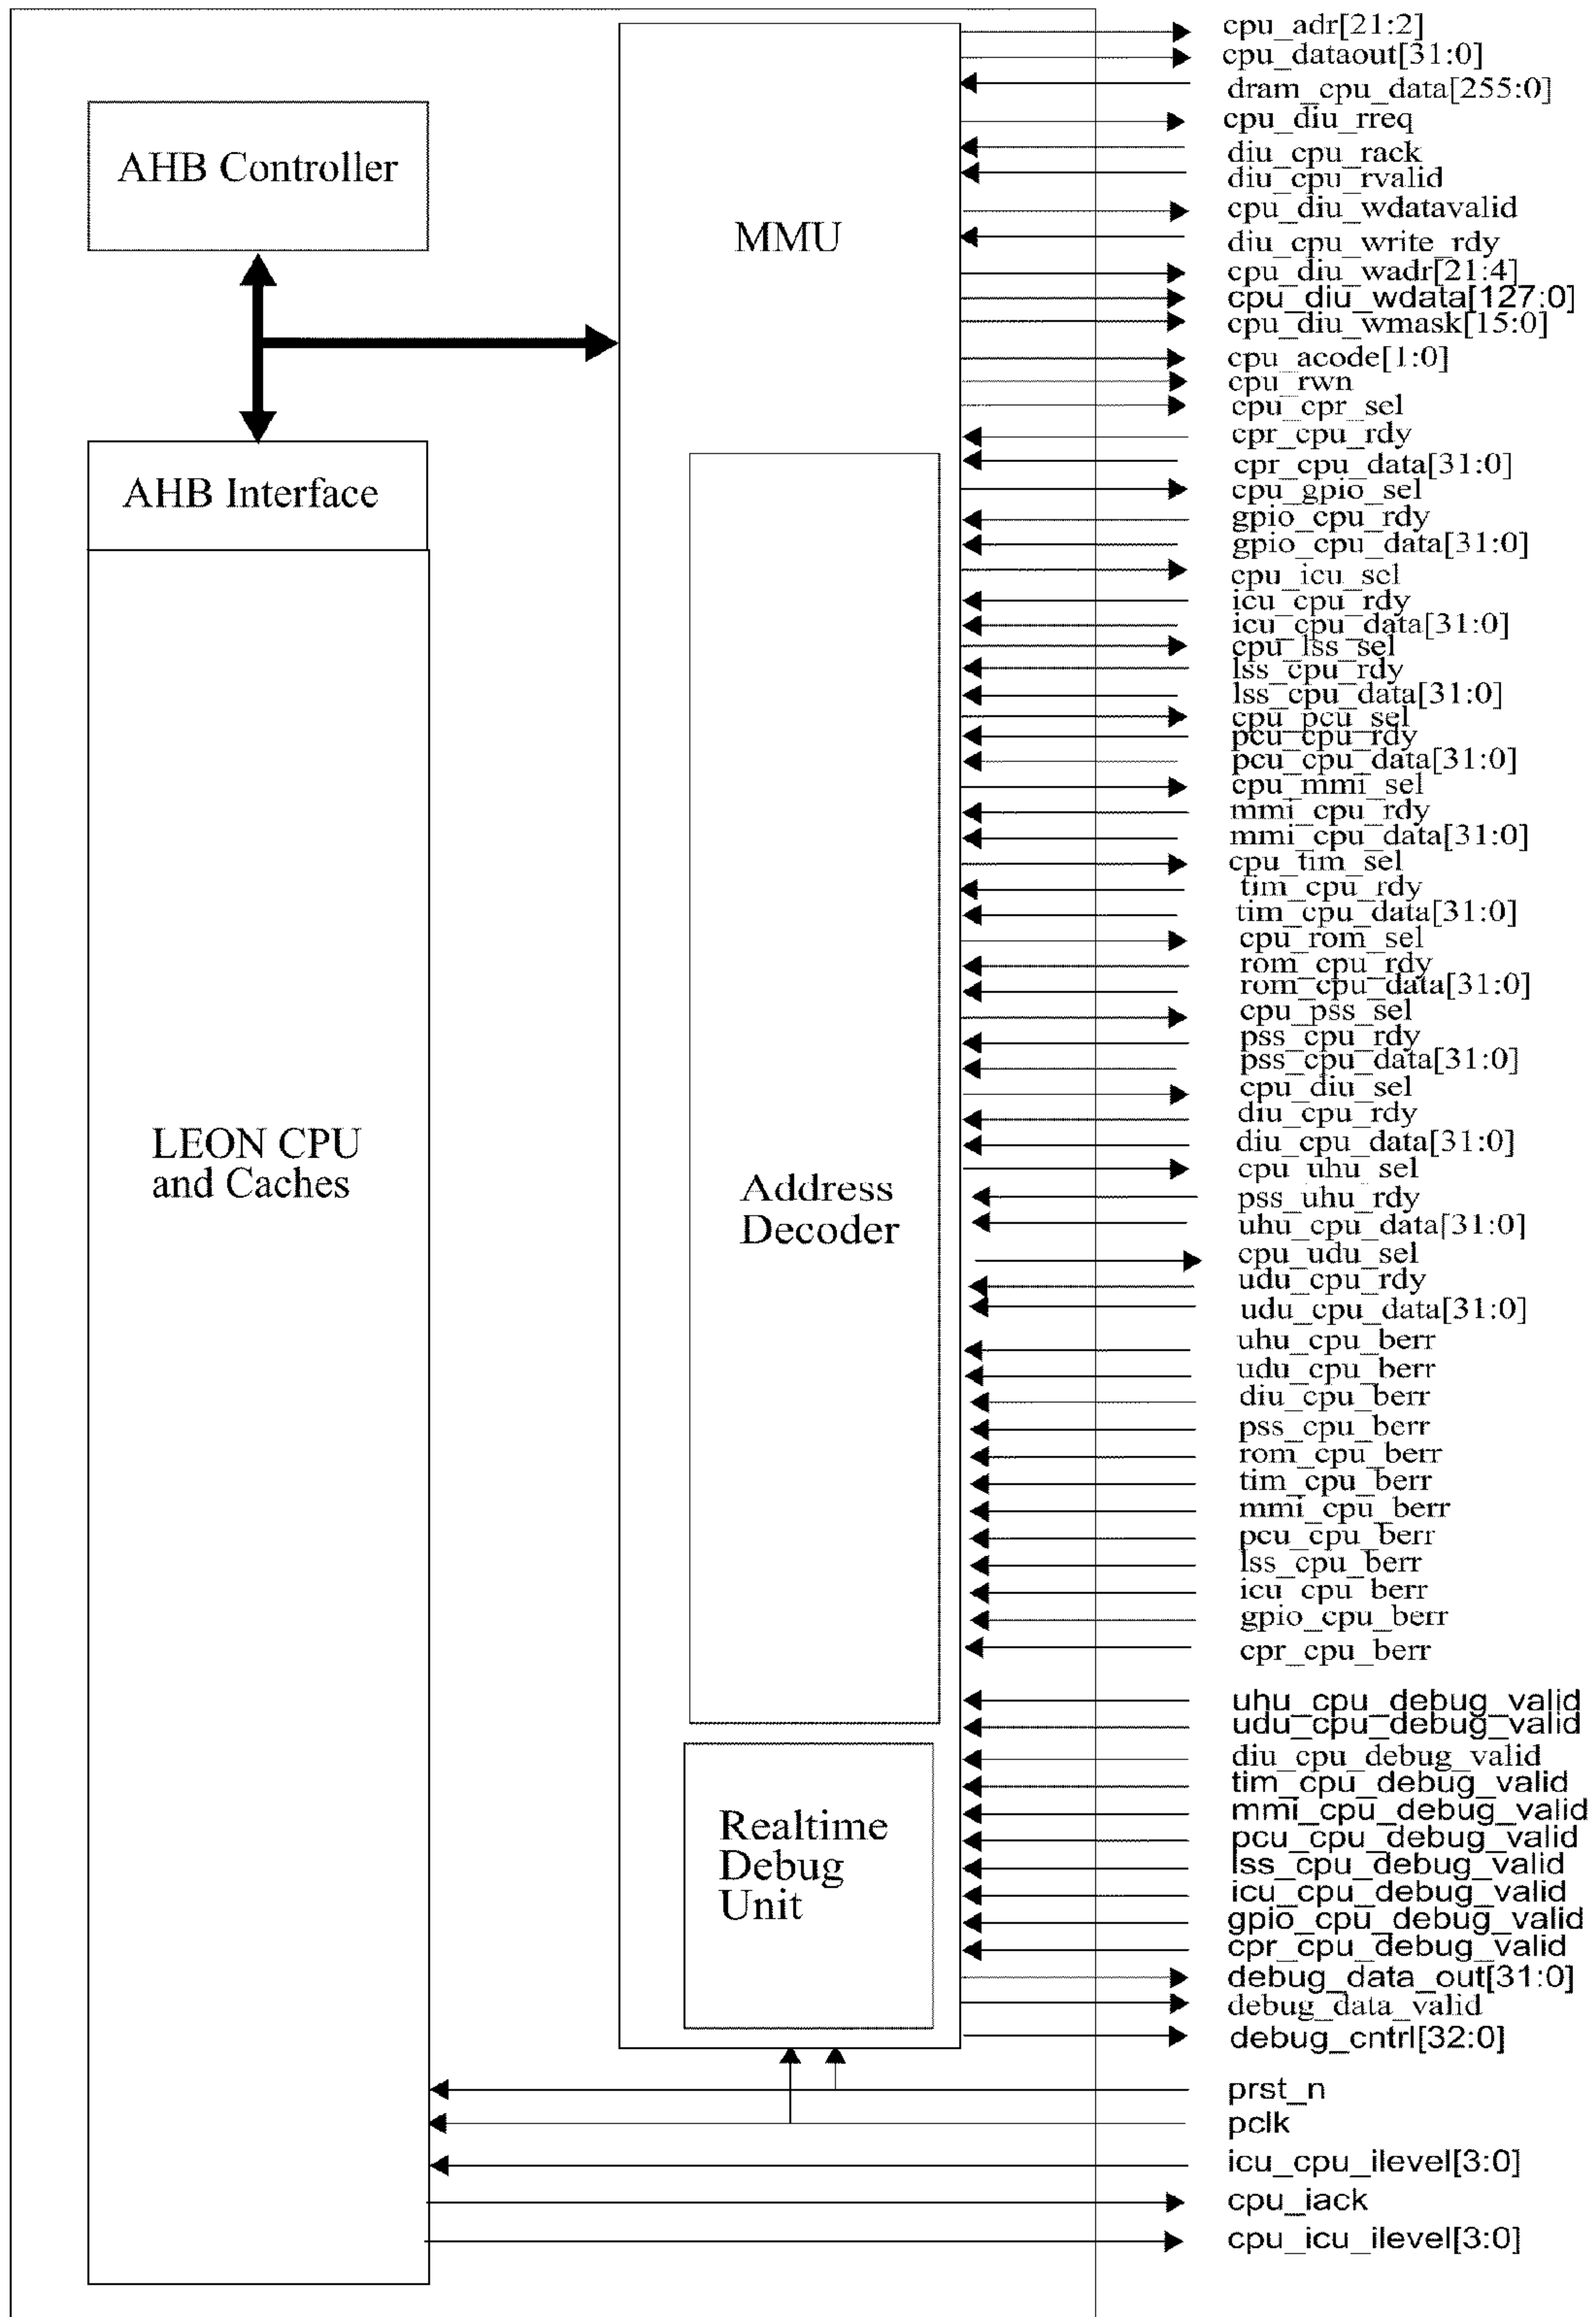 AHB Controller
AHB Interface
LEON CPU
and Caches
MMU
Address
Decoder
Realtime
Debug
Unit
cpu_adr[21:2]
cpu_dataout[31:0]
dram_cpu_data[255:0]
cpu_diu_rreq
diu_cpu_rack
diu_cpu_rvalid
cpu_diu_wdatavalid
diu_cpu_write_rdy
cpu_diu_wadr[21:4]
cpu_diu_wdata[127:0]
cpu_diu_wmask[15:0]
cpu_acode[1:0]
cpu_rwn
cpu_cpr_sel
cpr_cpu_rdy
cpr_cpu_data[31:0]
cpu_gpio_sel
gpio_cpu_rdy
gpio_cpu_data[31:0]
cpu_icu_sel
icu_cpu_rdy
icu_cpu_data[31:0]
cpu_lss_sel
lss_cpu_rdy
lss_cpu_data[31:0]
cpu_pcu_sel
pcu_cpu_rdy
pcu_cpu_data[31:0]
cpu_mmi_sel
mmi_cpu_rdy
mmi_cpu_data[31:0]
cpu_tim_sel
tim_cpu_rdy
tim_cpu_data[31:0]
cpu_rom_sel
rom_cpu_rdy
rom_cpu_data[31:0]
cpu_pss_sel
pss_cpu_rdy
pss_cpu_data[31:0]
cpu_diu_sel
diu_cpu_rdy
diu_cpu_data[31:0]
cpu_uhu_sel
pss_uhu_rdy
uhu_cpu_data[31:0]
cpu_udu_sel
udu_cpu_rdy
udu_cpu_data[31:0]
uhu_cpu_berr
udu_cpu_berr
diu_cpu_berr
pss_cpu_berr
rom_cpu_berr
tim_cpu_berr
mmi_cpu_berr
pcu_cpu_berr
lss_cpu_berr
icu_cpu_berr
gpio_cpu_berr
cpr_cpu_berr
uhu_cpu_debug_valid
udu_cpu_debug_valid
diu_cpu_debug_valid
tim_cpu_debug_valid
mmi_cpu_debug_valid
pcu_cpu_debug_valid
lss_cpu_debug_valid
icu_cpu_debug_valid
gpio_cpu_debug_valid
cpr_cpu_debug_valid
debug_data_out[31:0]
debug_data_valid
debug_cntrl[32:0]
prst_n
pclk
icu_cpu_ilevel[3:0]
cpu_iack
cpu_icu_ilevel[3:0]